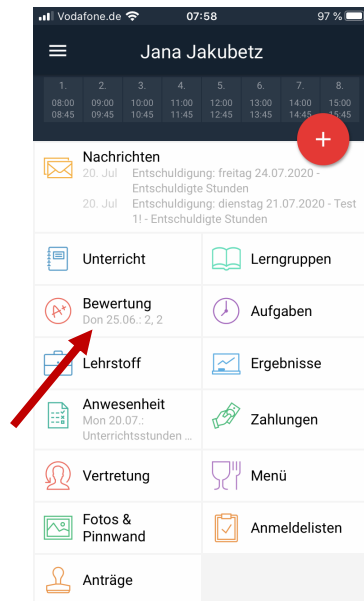 Vodafone.de 07:58 97 %
Jana Jakubetz
1. 2. 3. 4. 5. 6. 7. 8.
08:00 09:00 10:00 11:00 12:00 13:00 14:00 15:00
08:45 09:45 10:45 11:45 12:45 13:45 14:45 15:45
+
Nachrichten
20. Jul Entschuldigung: freitag 24.07.2020 -
Entschuldigte Stunden
20. Jul Entschuldigung: dienstag 21.07.2020 - Test
1! - Entschuldigte Stunden
Unterricht
Lerngruppen
Bewertung
Don 25.06.: 2, 2
A+
Aufgaben
Lehrstoff
Ergebnisse
Anwesenheit
Mon 20.07.:
Unterrichtsstunden ...
Zahlungen
Vertretung
Menü
Fotos &
Pinnwand
Anmeldelisten
Anträge